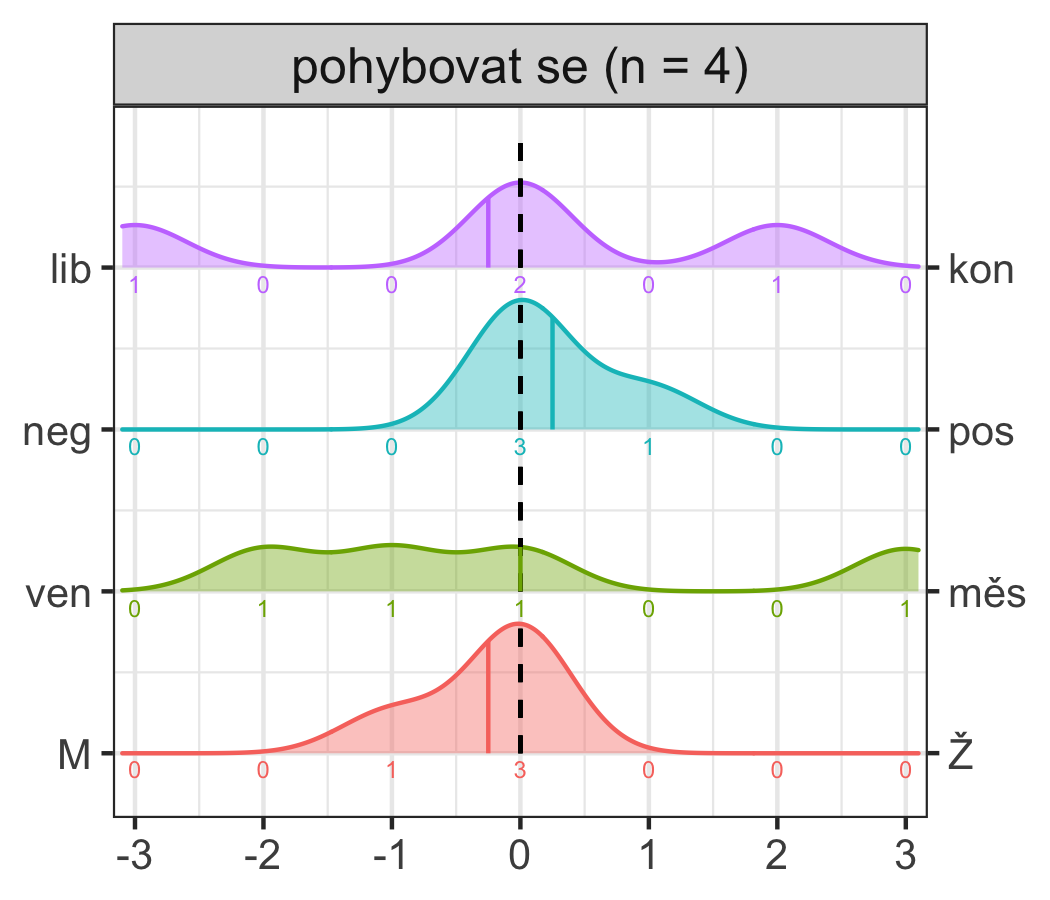 pohybovat se (n = 4)
lib kon
1 0 0 2 0 1 0
neg pos
0 0 0 3 1 0 0
ven měs
0 1 1 1 0 0 1
M Ž
0 0 1 3 0 0 0
-3 -2 -1 0 1 2 3